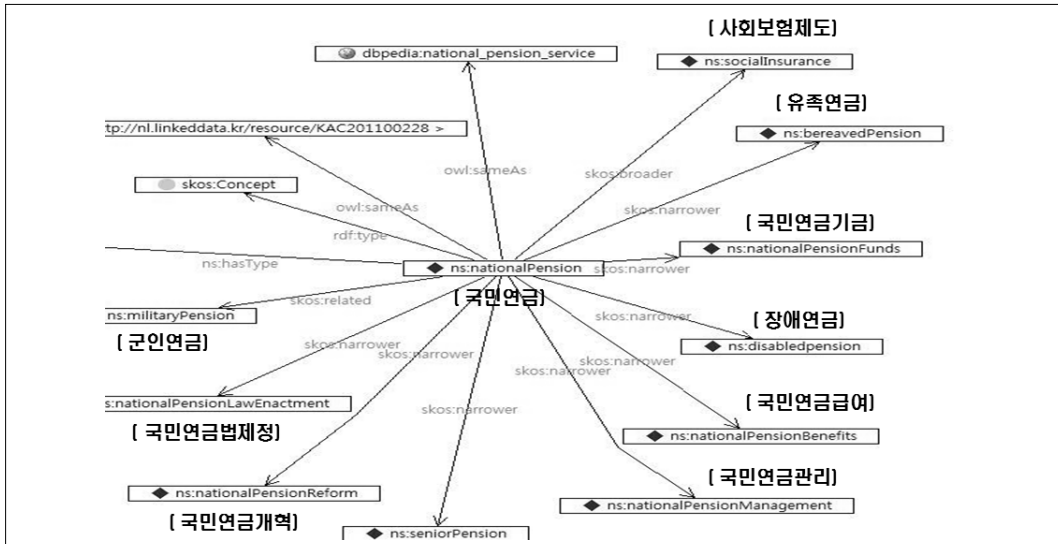 [ 사회보험제도 ]
dbpedia:national_pension_service
ns:socialInsurance
[ 유족연금 ]
tp://nl.linkeddata.kr/resource/KAC201100228 >
ns:bereavedPension
owl:sameAs
skos:broader
skos:Concept
owl:sameAs
skos:narrower
[ 국민연금기금 ]
rdf:type
ns:nationalPensionFunds
ns:hasType
ns:nationalPension
skos:narrower
[ 국민연금 ]
skos:related
ns:militaryPension
skos:narrower
[ 장애연금 ]
[ 군인연금 ]
skos:narrower
skos:narrower
ns:disabledpension
skos:narrower
skos:narrower
s:nationalPensionLawEnactment
skos:narrower
[ 국민연금급여 ]
[ 국민연금법제정 ]
ns:nationalPensionBenefits
[ 국민연금관리 ]
ns:nationalPensionReform
ns:nationalPensionManagement
[ 국민연금개혁 ]
ns:seniorPension